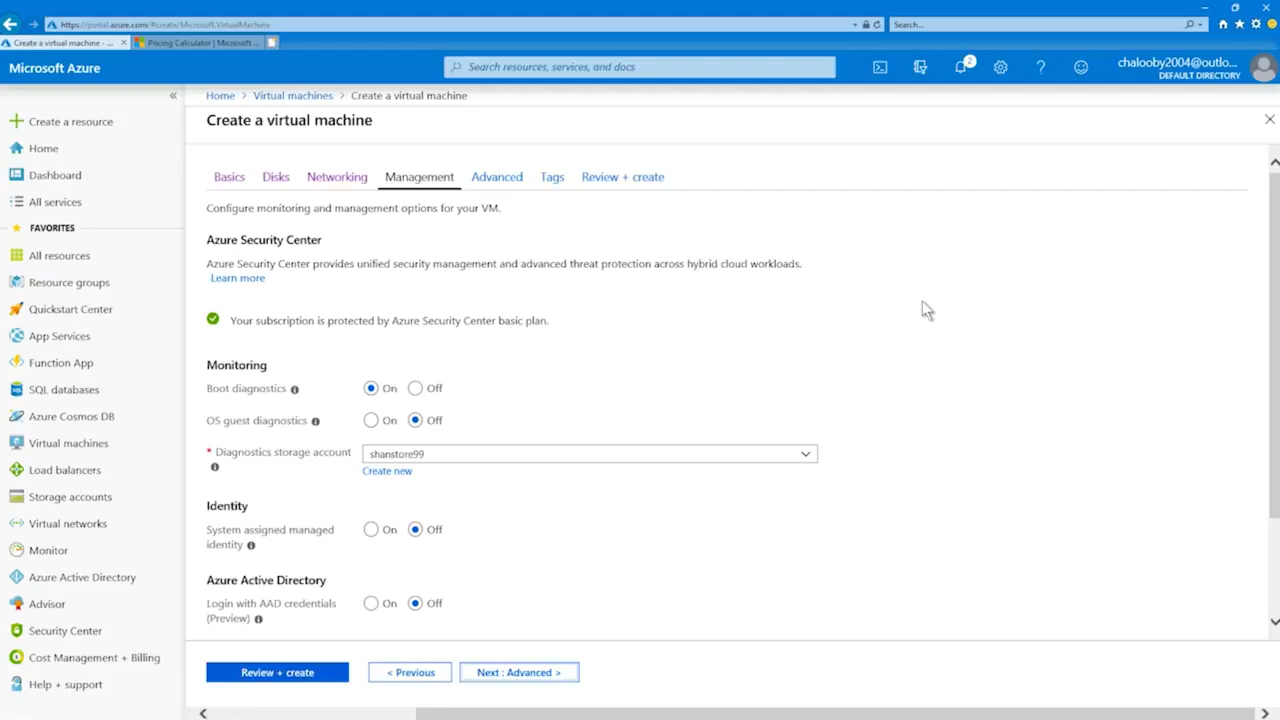 https://portal.azure.com/#create/Microsoft.VirtualMachine
Search...
Create a virtual machine - ...
Pricing Calculator | Microsoft ...
Microsoft Azure
Search resources, services, and docs
2
chalooby2004@outlo...
DEFAULT DIRECTORY
Home > Virtual machines > Create a virtual machine
Create a virtual machine
Create a resource
Home
Dashboard
All services
FAVORITES
All resources
Resource groups
Quickstart Center
App Services
Function App
SQL databases
Azure Cosmos DB
Virtual machines
Load balancers
Storage accounts
Virtual networks
Monitor
Azure Active Directory
Advisor
Security Center
Cost Management + Billing
Help + support
Basics Disks Networking Management Advanced Tags Review + create
Configure monitoring and management options for your VM.
Azure Security Center
Azure Security Center provides unified security management and advanced threat protection across hybrid cloud workloads.
Learn more
Your subscription is protected by Azure Security Center basic plan.
Monitoring
Boot diagnostics On Off
OS guest diagnostics On Off
* Diagnostics storage account shanstore99
Create new
Identity
System assigned managed
identity On Off
Azure Active Directory
Login with AAD credentials
(Preview) On Off
Review + create < Previous Next : Advanced >